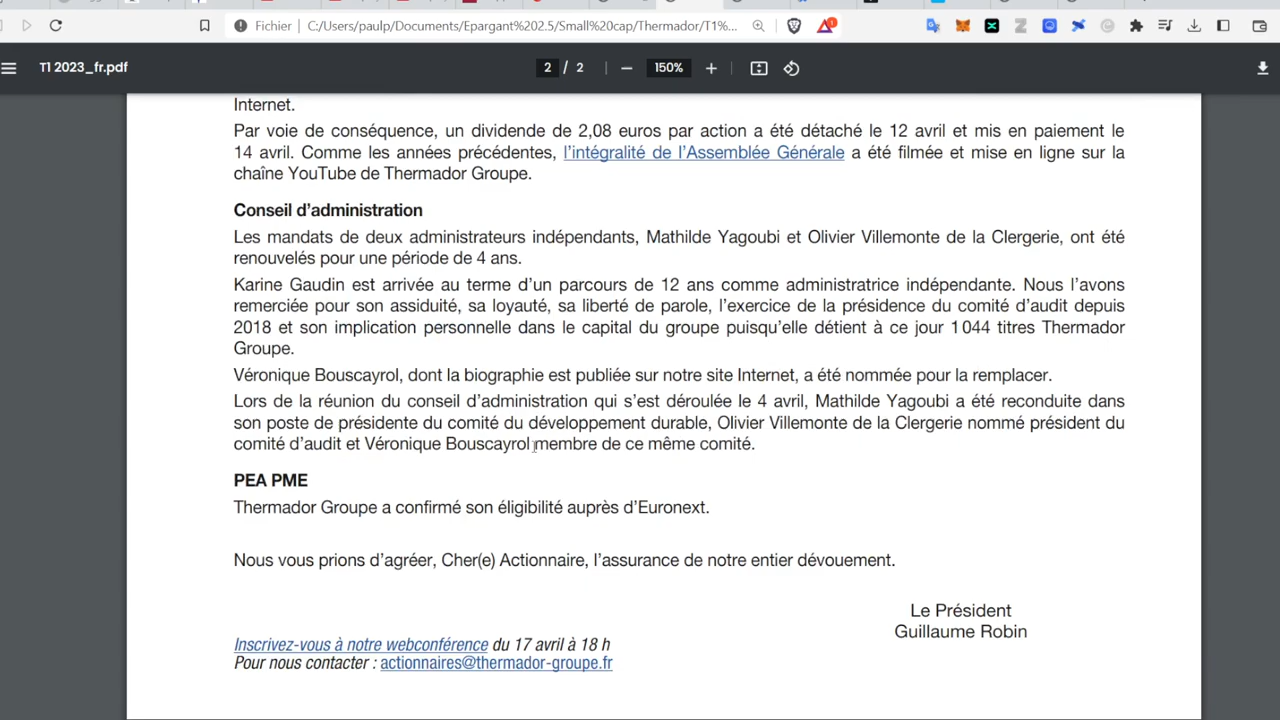 Fichier
C:/Users/paulp/Documents/Epargant%202.5/Small%20cap/Thermador/T1%...
1
T1 2023_fr.pdf
2 / 2
150%
Internet.
Par voie de conséquence, un dividende de 2,08 euros par action a été détaché le 12 avril et mis en paiement le
14 avril. Comme les années précédentes, l'intégralité de l'Assemblée Générale a été filmée et mise en ligne sur la
chaîne YouTube de Thermador Groupe.
Conseil d'administration
Les mandats de deux administrateurs indépendants, Mathilde Yagoubi et Olivier Villemonte de la Clergerie, ont été
renouvelés pour une période de 4 ans.
Karine Gaudin est arrivée au terme d'un parcours de 12 ans comme administratrice indépendante. Nous l'avons
remerciée pour son assiduité, sa loyauté, sa liberté de parole, l'exercice de la présidence du comité d'audit depuis
2018 et son implication personnelle dans le capital du groupe puisqu'elle détient à ce jour 1 044 titres Thermador
Groupe.
Véronique Bouscayrol, dont la biographie est publiée sur notre site Internet, a été nommée pour la remplacer.
Lors de la réunion du conseil d'administration qui s'est déroulée le 4 avril, Mathilde Yagoubi a été reconduite dans
son poste de présidente du comité du développement durable, Olivier Villemonte de la Clergerie nommé président du
comité d'audit et Véronique Bouscayrol membre de ce même comité.
PEA PME
Thermador Groupe a confirmé son éligibilité auprès d'Euronext.
Nous vous prions d'agréer, Cher(e) Actionnaire, l'assurance de notre entier dévouement.
Le Président
Guillaume Robin
Inscrivez-vous à notre webconférence du 17 avril à 18 h
Pour nous contacter : actionnaires@thermador-groupe.fr